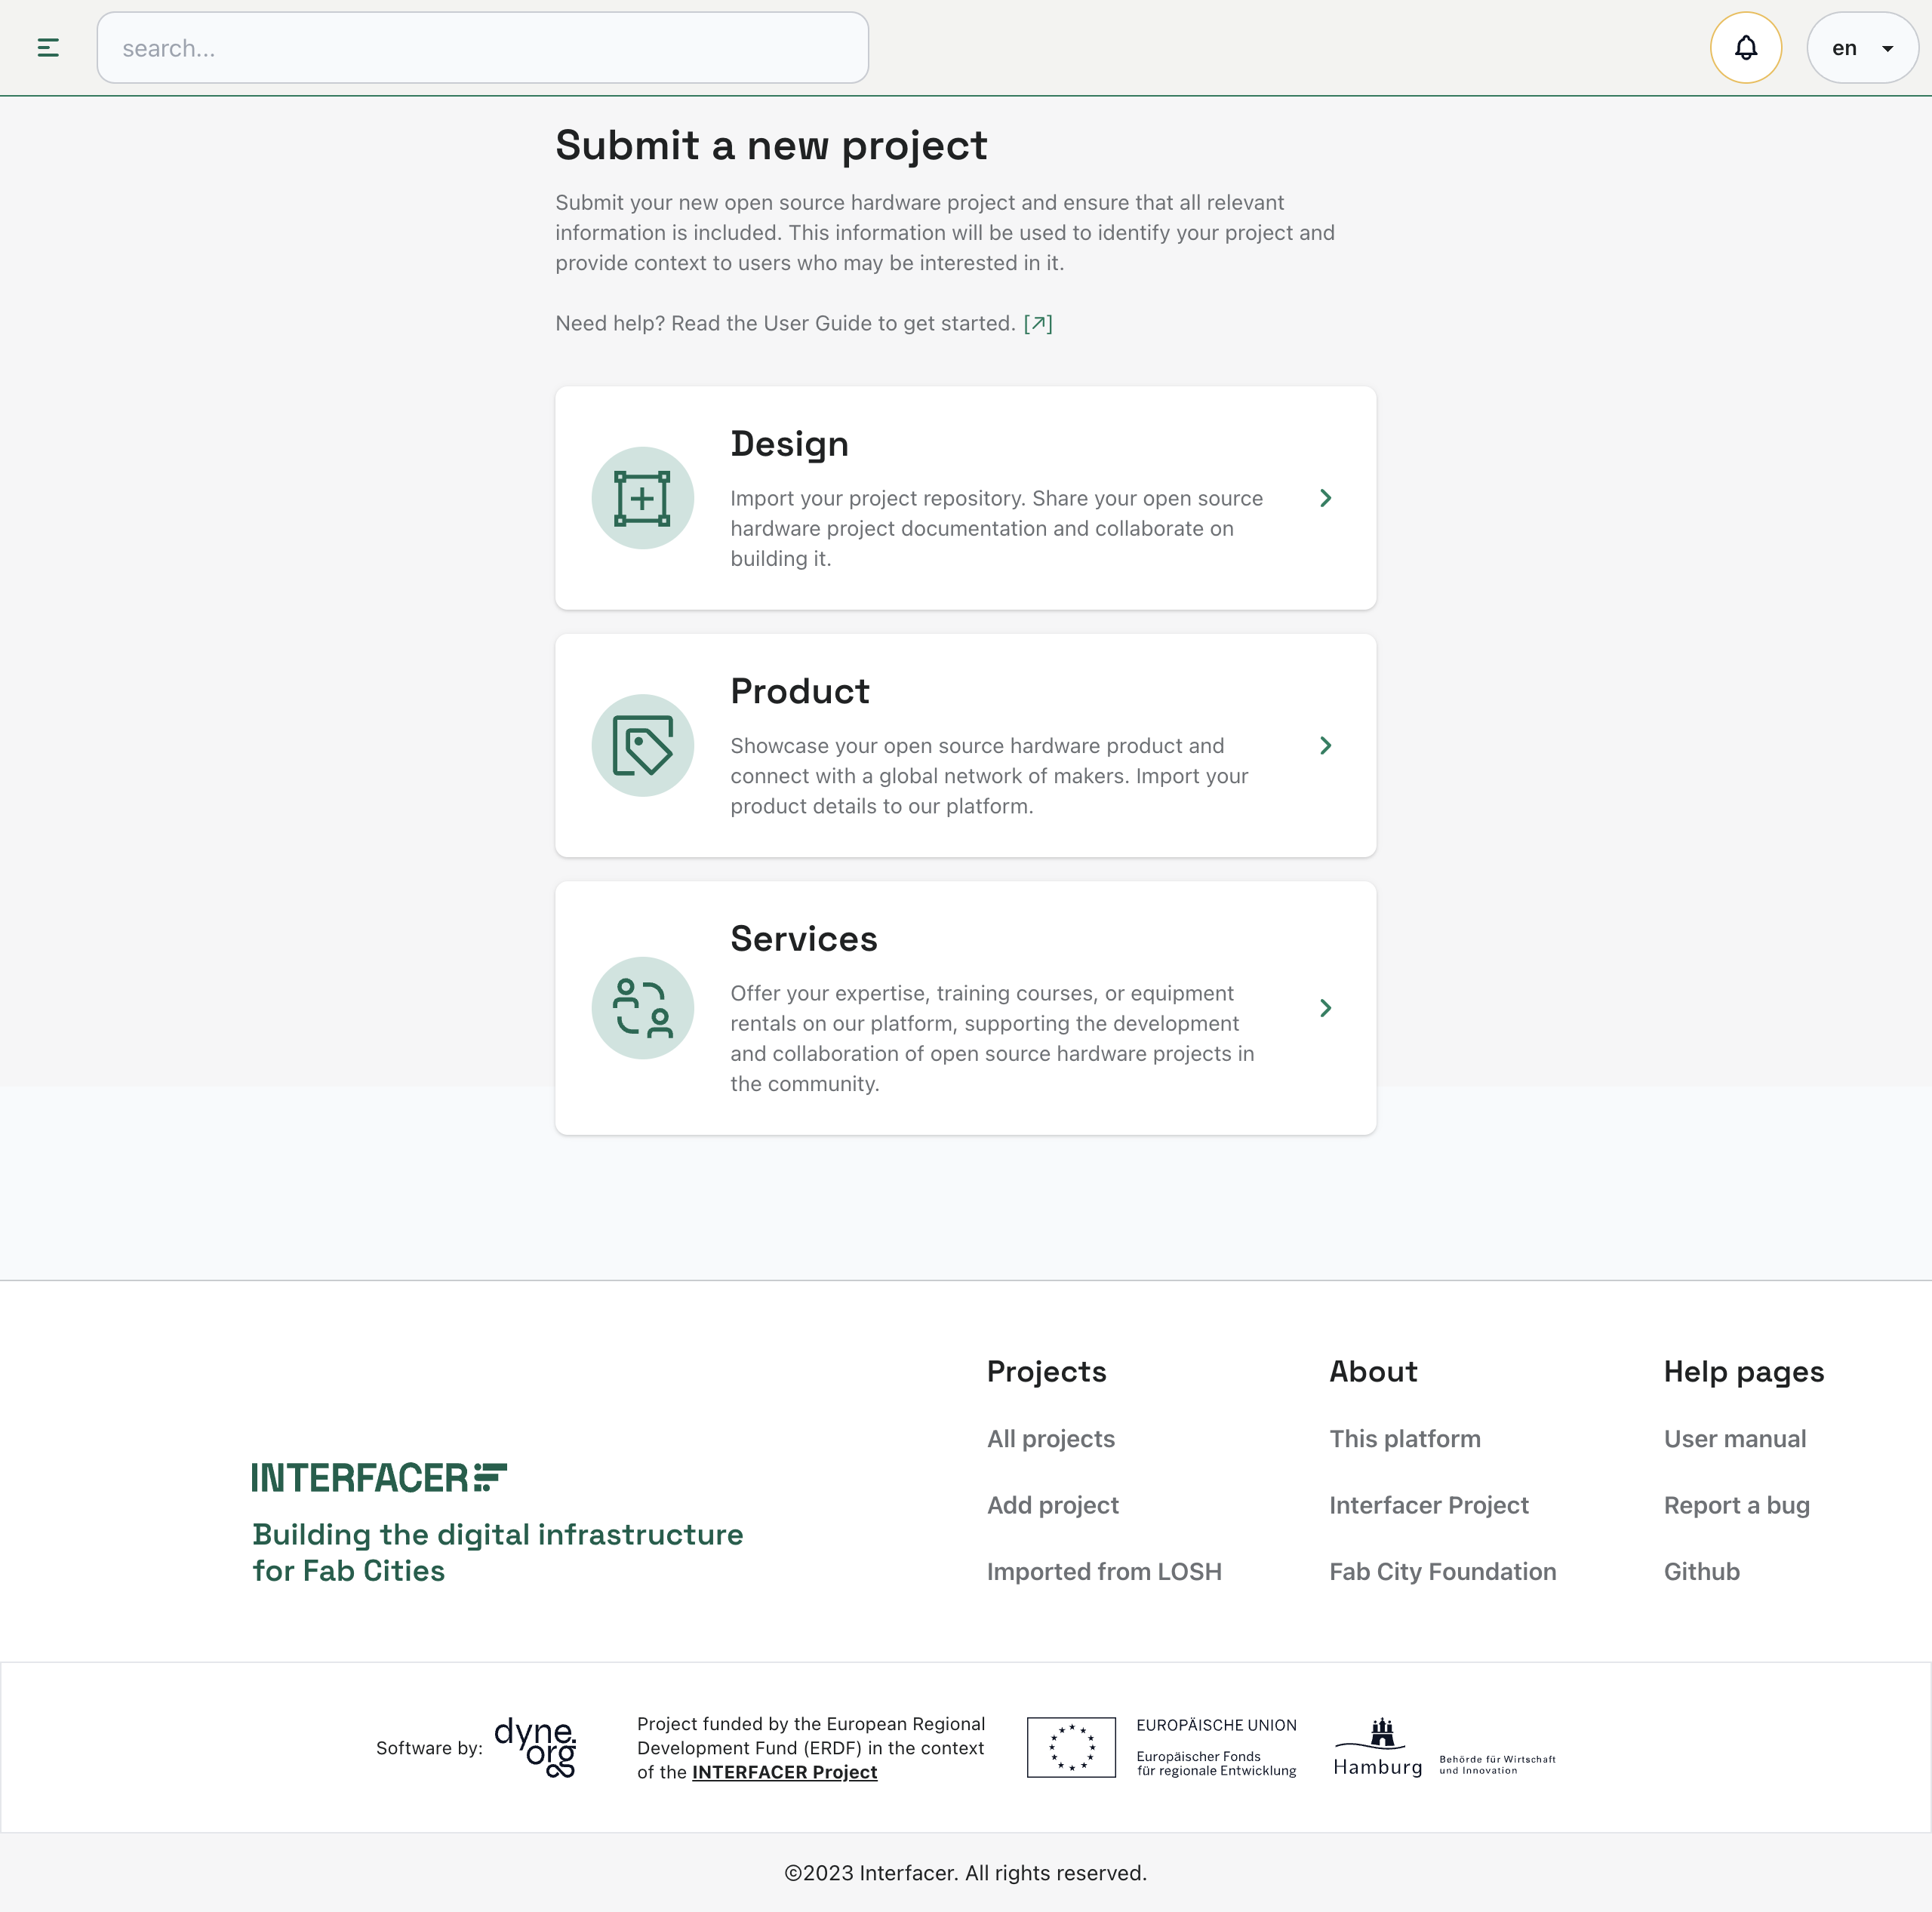 search...
en
Submit a new project
Submit your new open source hardware project and ensure that all relevant
information is included. This information will be used to identify your project and
provide context to users who may be interested in it.
Need help? Read the User Guide to get started. [↗]
Design
Import your project repository. Share your open source
hardware project documentation and collaborate on
building it.
Product
Showcase your open source hardware product and
connect with a global network of makers. Import your
product details to our platform.
Services
Offer your expertise, training courses, or equipment
rentals on our platform, supporting the development
and collaboration of open source hardware projects in
the community.
INTERFACER
Building the digital infrastructure
for Fab Cities
Projects
All projects
Add project
Imported from LOSH
About
This platform
Interfacer Project
Fab City Foundation
Help pages
User manual
Report a bug
Github
Software by:
dyne.
org
Project funded by the European Regional
Development Fund (ERDF) in the context
of the INTERFACER Project
EUROPÄISCHE UNION
Europäischer Fonds
für regionale Entwicklung
Hamburg
Behörde für Wirtschaft
und Innovation
©2023 Interfacer. All rights reserved.